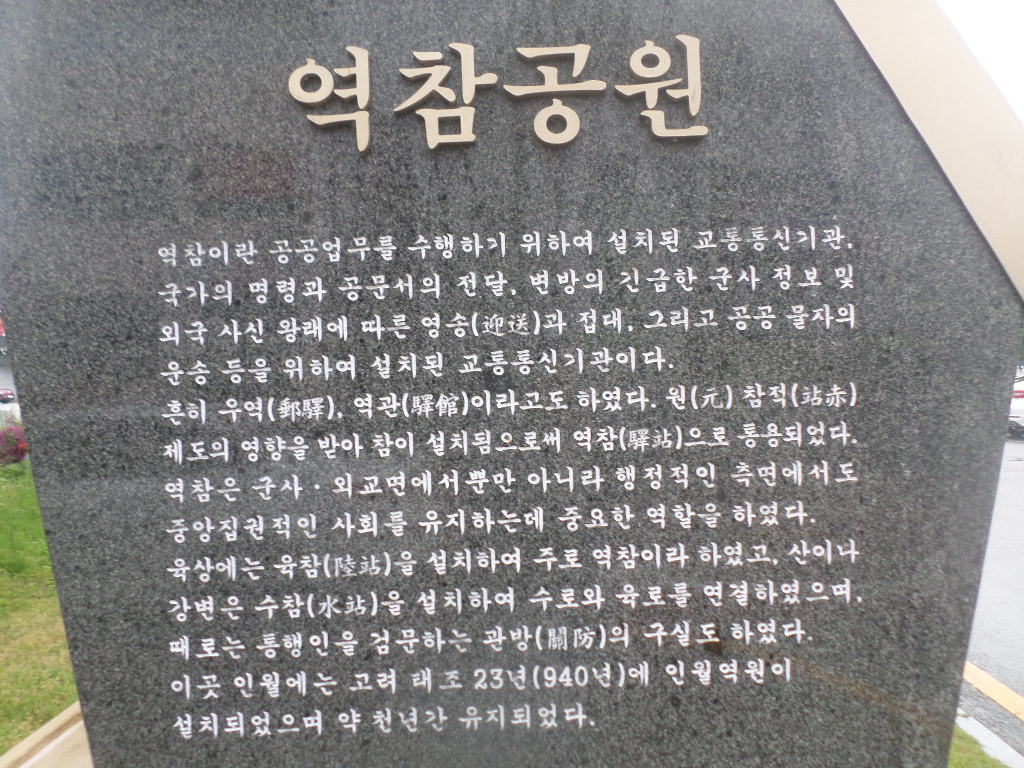 역참공원
역참이란 공공업무를 수행하기 위하여 설치된 교통통신기관,
국가의 명령과 공문서의 전달, 변방의 긴급한 군사 정보 및
외국 사신 왕래에 따른 영송(迎送)과 접대, 그리고 공공 물자의
운송 등을 위하여 설치된 교통통신기관이다.
흔히 우역(郵驛), 역관(驛館)이라고도 하였다. 원(元) 참적(站赤)
제도의 영향을 받아 참이 설치됨으로써 역참(驛站)으로 통용되었다.
역참은 군사·외교면에서뿐만 아니라 행정적인 측면에서도
중앙집권적인 사회를 유지하는데 중요한 역할을 하였다.
육상에는 육참(陸站)을 설치하여 주로 역참이라 하였고, 산이나
강변은 수참(水站)을 설치하여 수로와 육로를 연결하였으며,
때로는 통행인을 검문하는 관방(關防)의 구실도 하였다.
이곳 인월에는 고려 태조 23년(940년)에 인월역원이
설치되었으며 약 천년간 유지되었다.